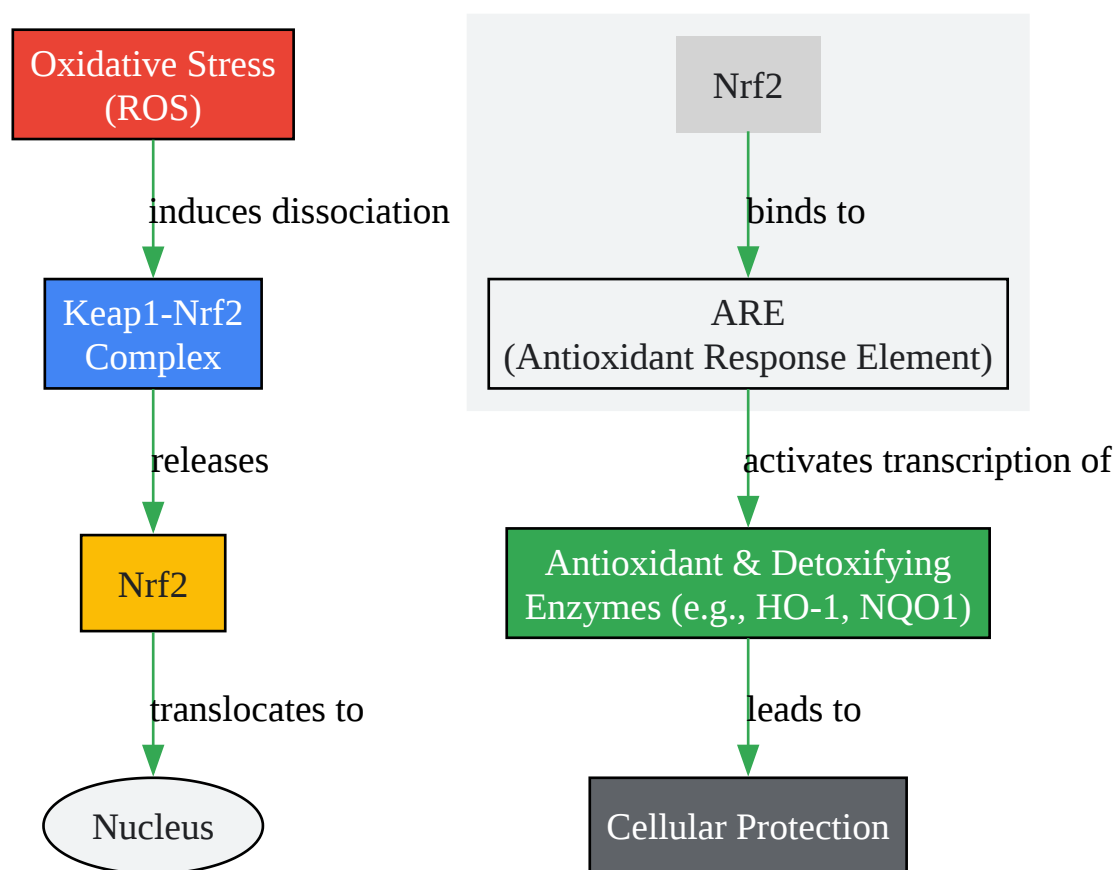 Oxidative Stress
(ROS)
induces dissociation
Keap1-Nrf2
Complex
releases
Nrf2
translocates to
Nucleus
Nrf2
binds to
ARE
(Antioxidant Response Element)
activates transcription of
Antioxidant & Detoxifying
Enzymes (e.g., HO-1, NQO1)
leads to
Cellular Protection